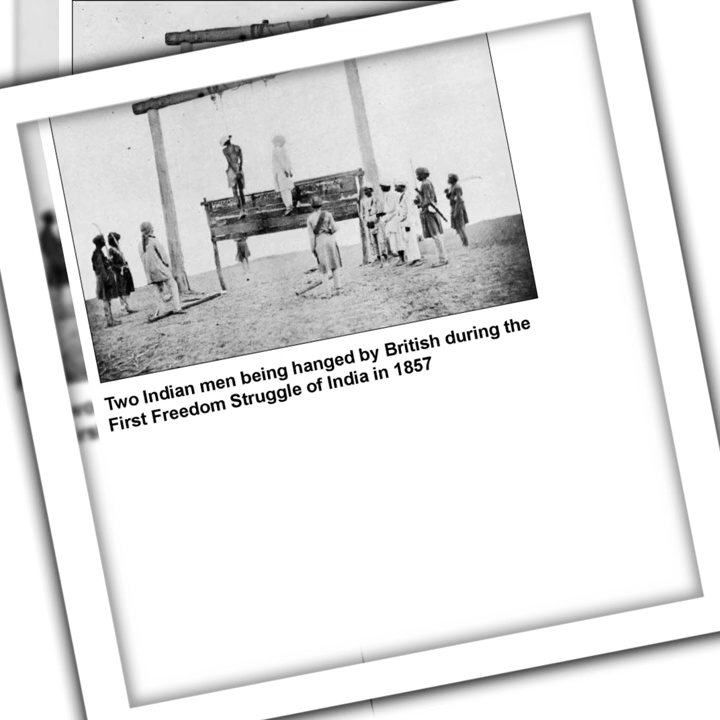 Two Indian men being hanged by British during the
First Freedom Struggle of India in 1857